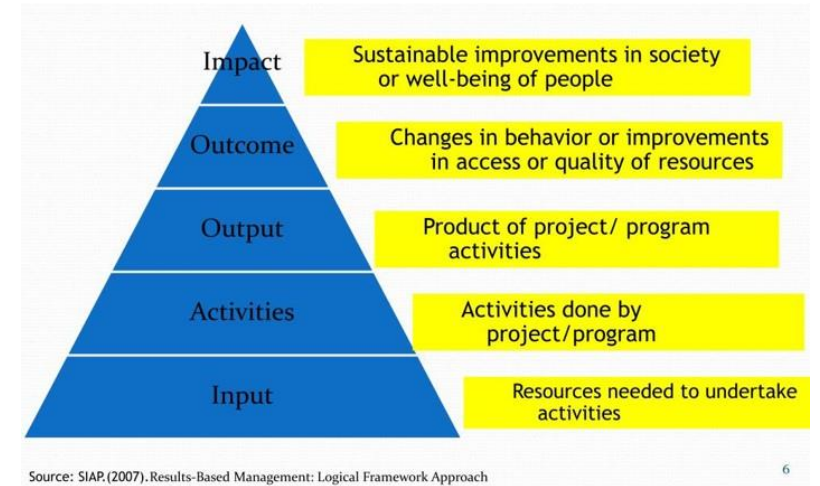 Impact
Sustainable improvements in society
or well-being of people
Outcome
Changes in behavior or improvements
in access or quality of resources
Output
Product of project/ program
activities
Activities
Activities done by
project/program
Input
Resources needed to undertake
activities
Source: SIAP.(2007).Results-Based Management: Logical Framework Approach
6